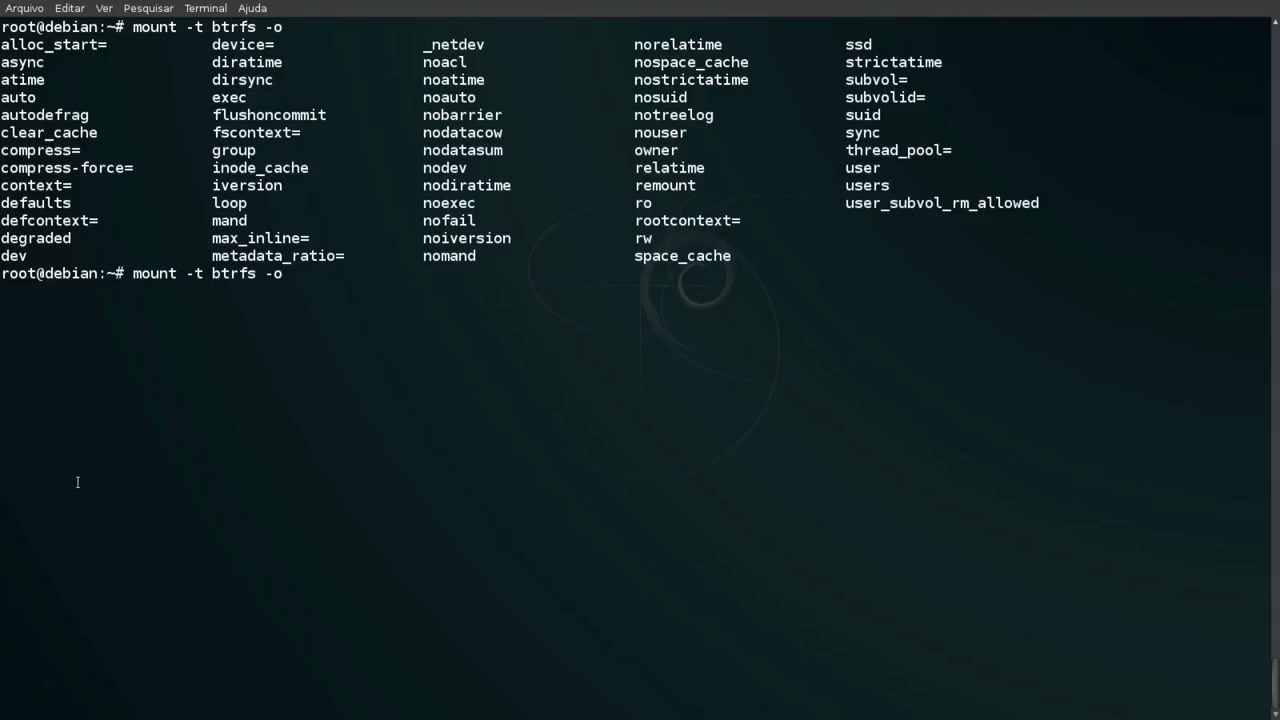 Arquivo Editar Ver Pesquisar Terminal Ajuda
root@debian:~# mount -t btrfs -o
alloc_start= device= _netdev norelatime ssd
async diratime noacl nospace_cache strictatime
atime dirsync noatime nostrictatime subvol=
auto exec noauto nosuid subvolid=
autodefrag flushoncommit nobarrier notreelog suid
clear_cache fscontext= nodatacow nouser sync
compress= group nodatasum owner thread_pool=
compress-force= inode_cache nodev relatime user
context= iversion nodiratime remount users
defaults loop noexec ro user_subvol_rm_allowed
defcontext= mand nofail rootcontext=
degraded max_inline= noiversion rw
dev metadata_ratio= nomand space_cache
root@debian:~# mount -t btrfs -o